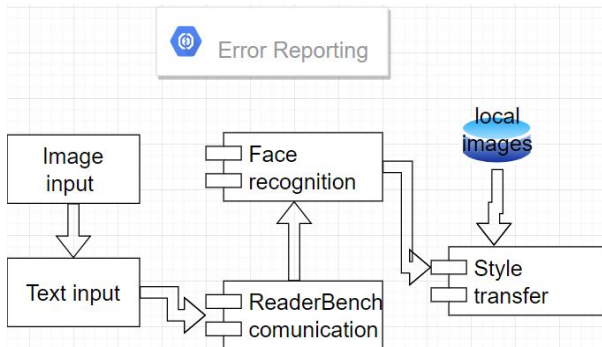 Error Reporting
local
images
Image
input
Face
recognition
Text input
ReaderBench
comunication
Style
transfer